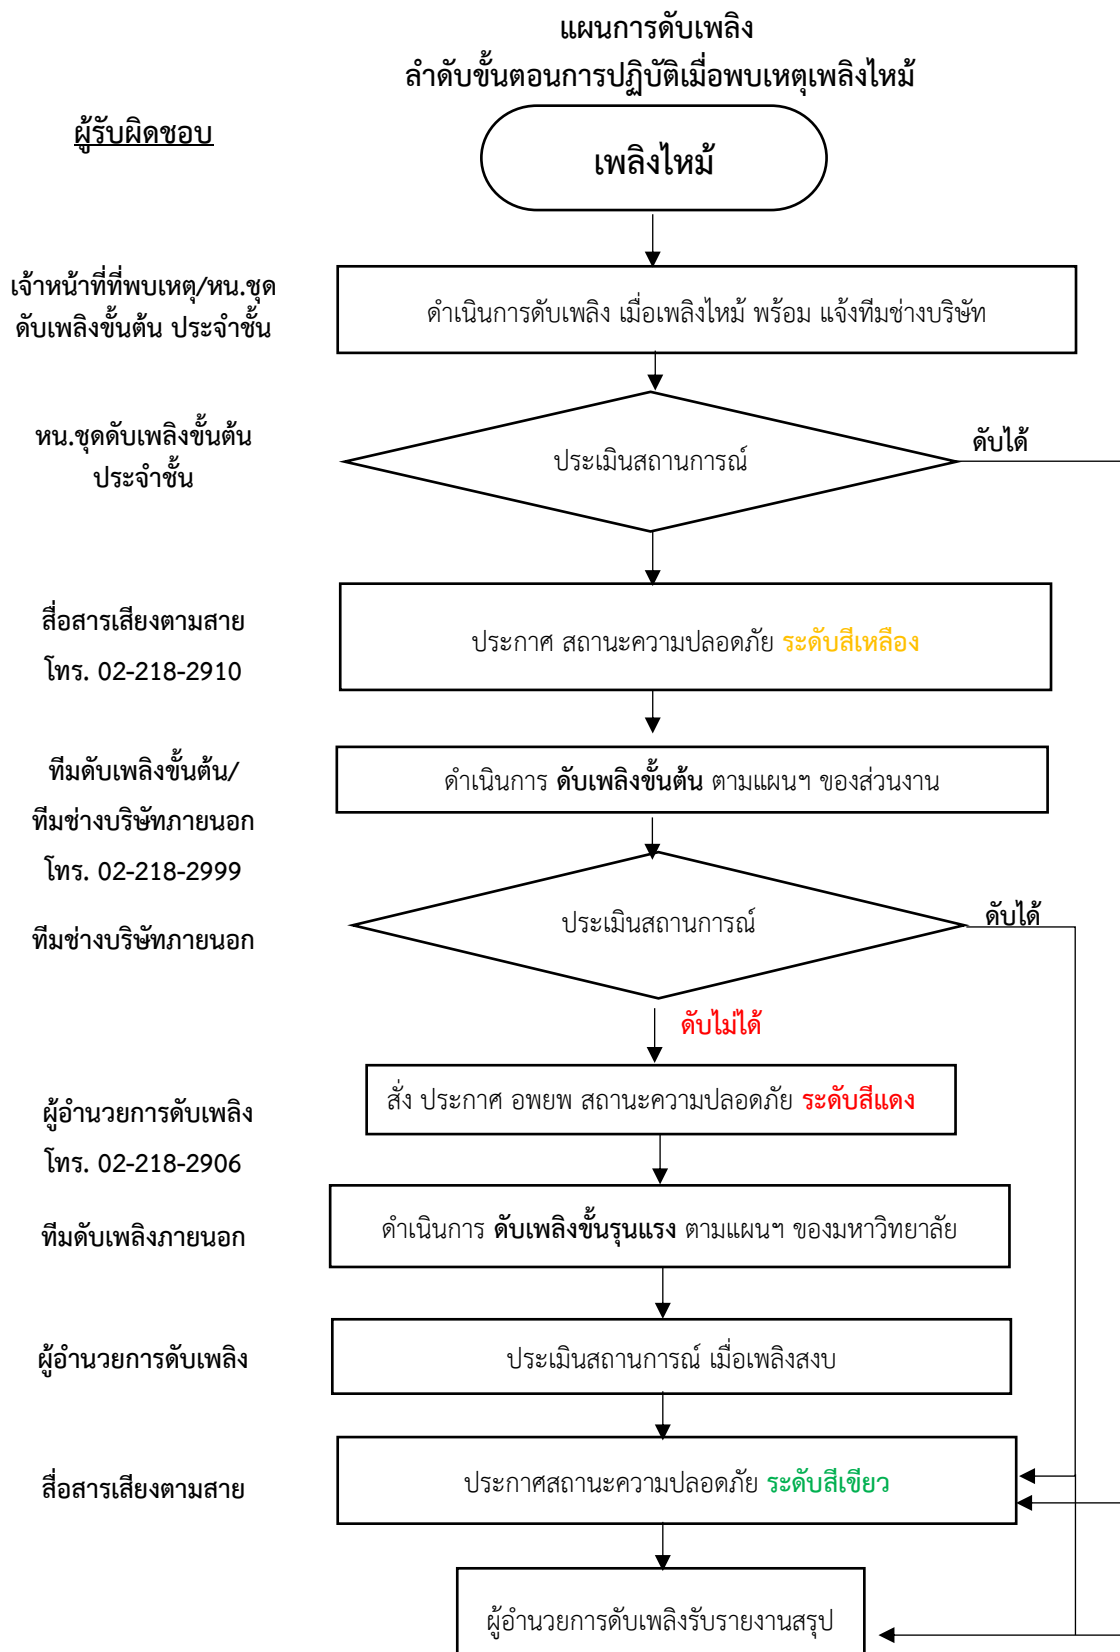 แผนการดับเพลิง
ลำดับขั้นตอนการปฏิบัติเมื่อพบเหตุเพลิงไหม้
ผู้รับผิดชอบ
เพลิงไหม้
เจ้าหน้าที่ที่พบเหตุ/หน.ชุด
ดับเพลิงขั้นต้น ประจำชั้น
ดำเนินการดับเพลิง เมื่อเพลิงไหม้ พร้อม แจ้งทีมช่างบริษัท
หน.ชุดดับเพลิงขั้นต้น
ประจำชั้น
ประเมินสถานการณ์
ดับได้
สื่อสารเสียงตามสาย
โทร. 02-218-2910
ประกาศ สถานะความปลอดภัย ระดับสีเหลือง
ทีมดับเพลิงขั้นต้น/
ทีมช่างบริษัทภายนอก
โทร. 02-218-2999
ดำเนินการ ดับเพลิงขั้นต้น ตามแผนฯ ของส่วนงาน
ทีมช่างบริษัทภายนอก
ประเมินสถานการณ์
ดับได้
ดับไม่ได้
ผู้อำนวยการดับเพลิง
โทร. 02-218-2906
สั่ง ประกาศ อพยพ สถานะความปลอดภัย ระดับสีแดง
ทีมดับเพลิงภายนอก
ดำเนินการ ดับเพลิงขั้นรุนแรง ตามแผนฯ ของมหาวิทยาลัย
ผู้อำนวยการดับเพลิง
ประเมินสถานการณ์ เมื่อเพลิงสงบ
สื่อสารเสียงตามสาย
ประกาศสถานะความปลอดภัย ระดับสีเขียว
ผู้อำนวยการดับเพลิงรับรายงานสรุป